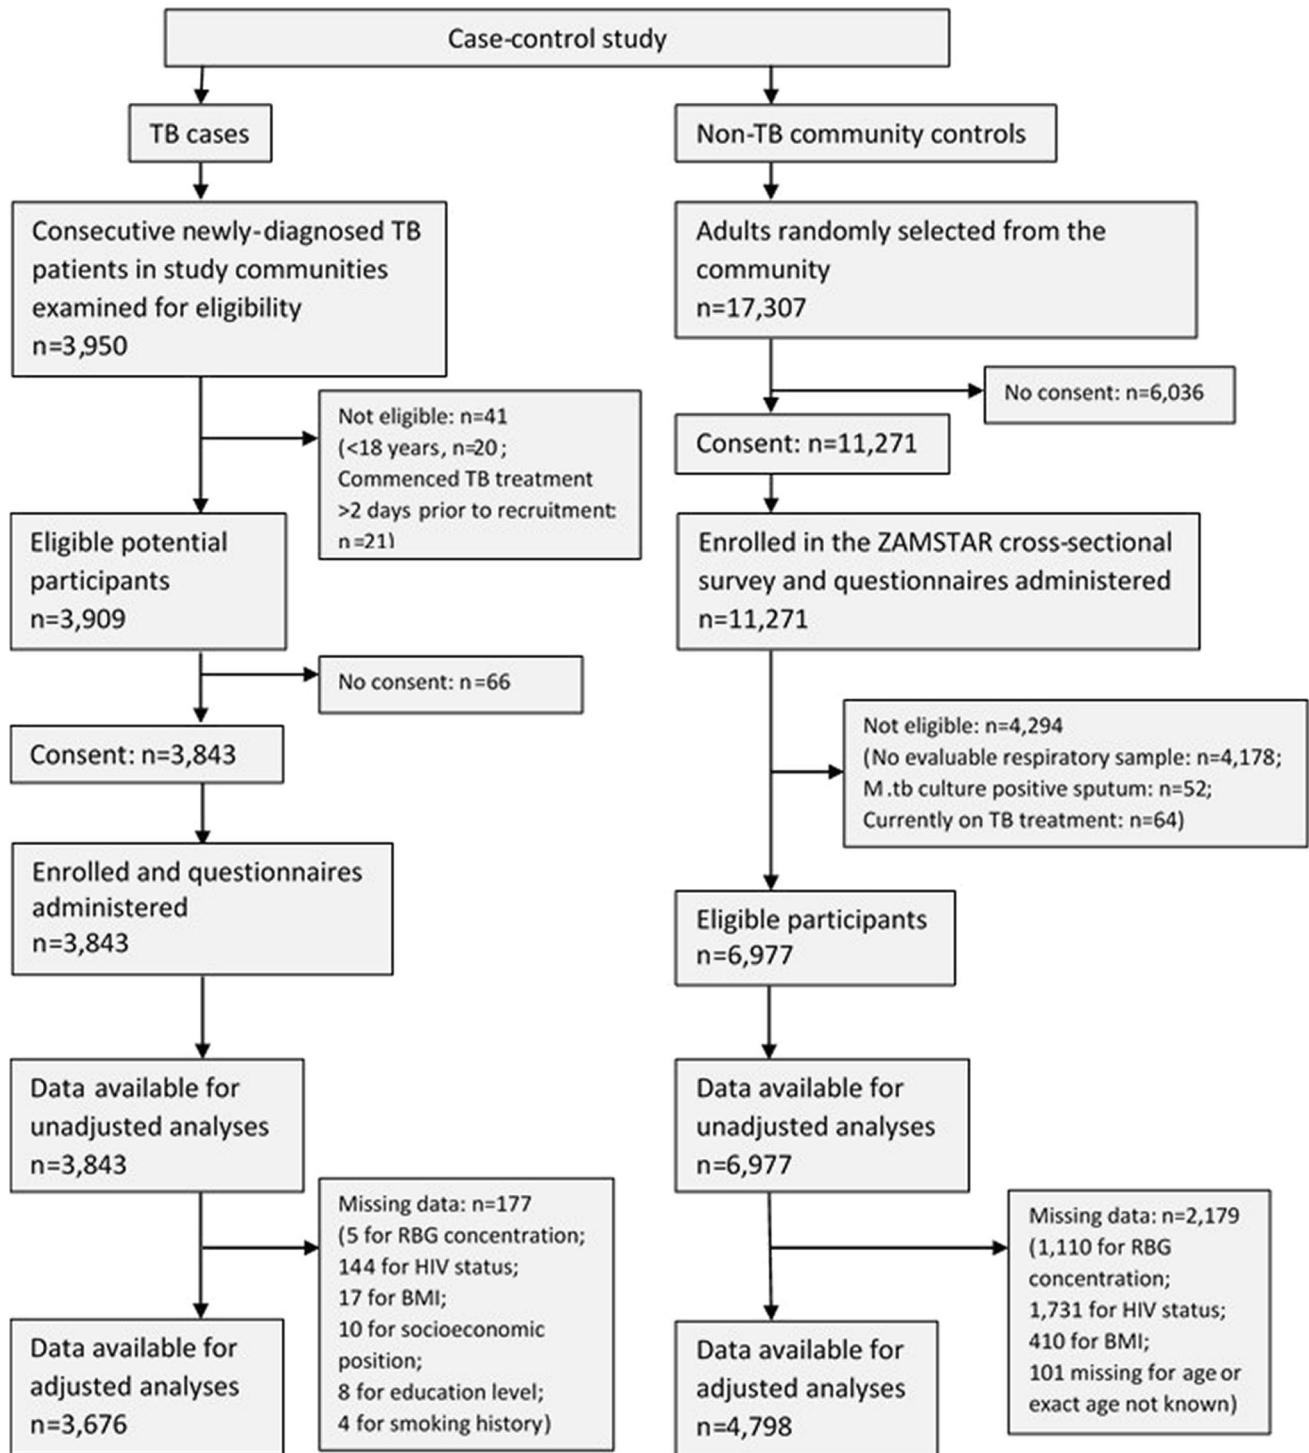 Case-control study
TB cases
Consecutive newly-diagnosed TB
patients in study communities
examined for eligibility
n=3,950
Not eligible: n=41
(<18 years, n=20;
Commenced TB treatment
>2 days prior to recruitment:
n=21)
Eligible potential
participants
n=3,909
No consent: n=66
Consent: n=3,843
Enrolled and questionnaires
administered
n=3,843
Data available for
unadjusted analyses
n=3,843
Missing data: n=177
(5 for RBG concentration;
144 for HIV status;
17 for BMI;
10 for socioeconomic
position;
8 for education level;
4 for smoking history)
Data available for
adjusted analyses
n=3,676
Non-TB community controls
Adults randomly selected from the
community
n=17,307
No consent: n=6,036
Consent: n=11,271
Enrolled in the ZAMSTAR cross-sectional
survey and questionnaires administered
n=11,271
Not eligible: n=4,294
(No evaluable respiratory sample: n=4,178;
M.tb culture positive sputum: n=52;
Currently on TB treatment: n=64)
Eligible participants
n=6,977
Data available for
unadjusted analyses
n=6,977
Missing data: n=2,179
(1,110 for RBG
concentration;
1,731 for HIV status;
410 for BMI;
101 missing for age or
exact age not known)
Data available for
adjusted analyses
n=4,798